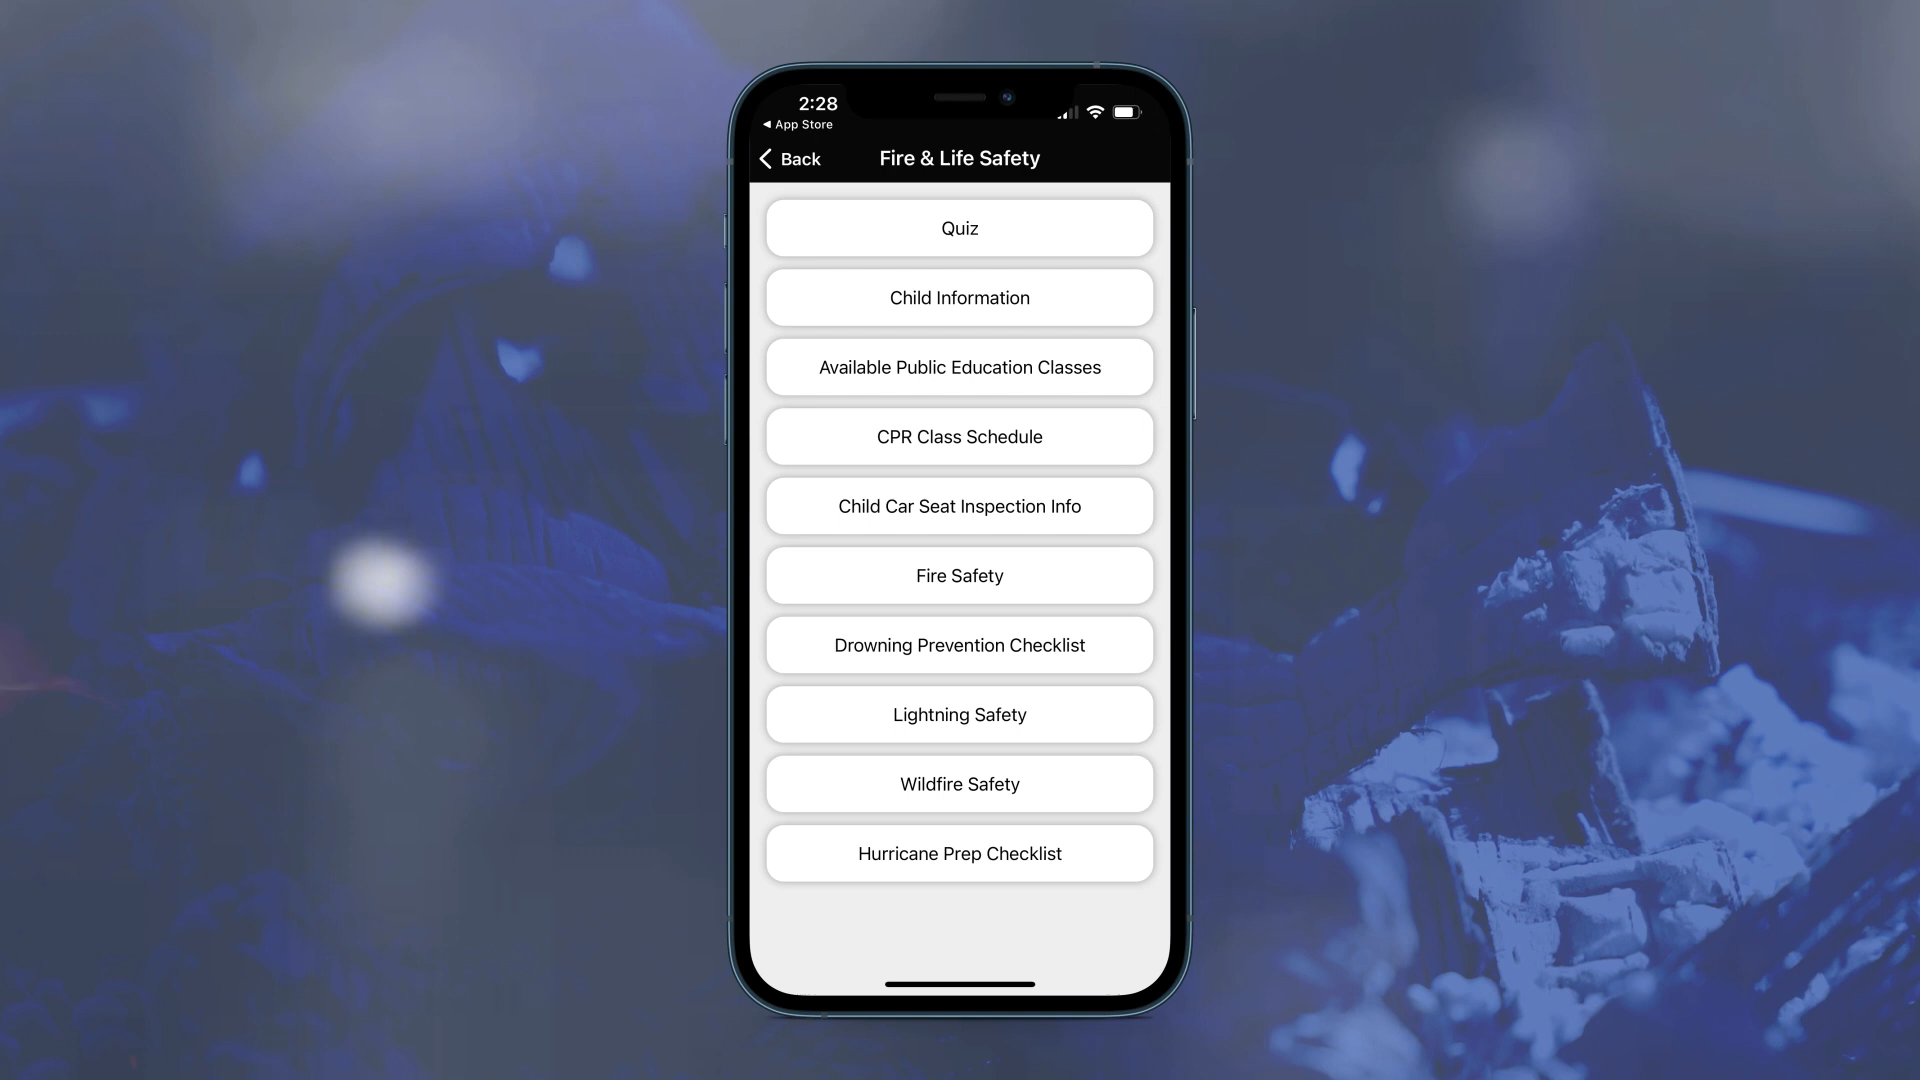 2:28
◀ App Store
Back
Fire & Life Safety
Quiz
Child Information
Available Public Education Classes
CPR Class Schedule
Child Car Seat Inspection Info
Fire Safety
Drowning Prevention Checklist
Lightning Safety
Wildfire Safety
Hurricane Prep Checklist